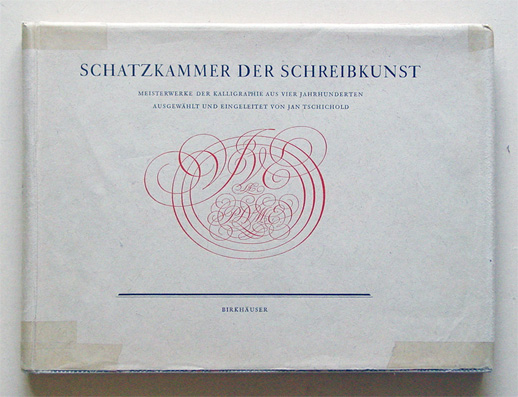 SCHATZKAMMER DER SCHREIBKUNST
MEISTERWERKE DER KALLIGRAPHIE AUS VIER JAHRHUNDERTEN
AUSGEWÄHLT UND EINGELEITET VON JAN TSCHICHOLD
BIRKHÄUSER